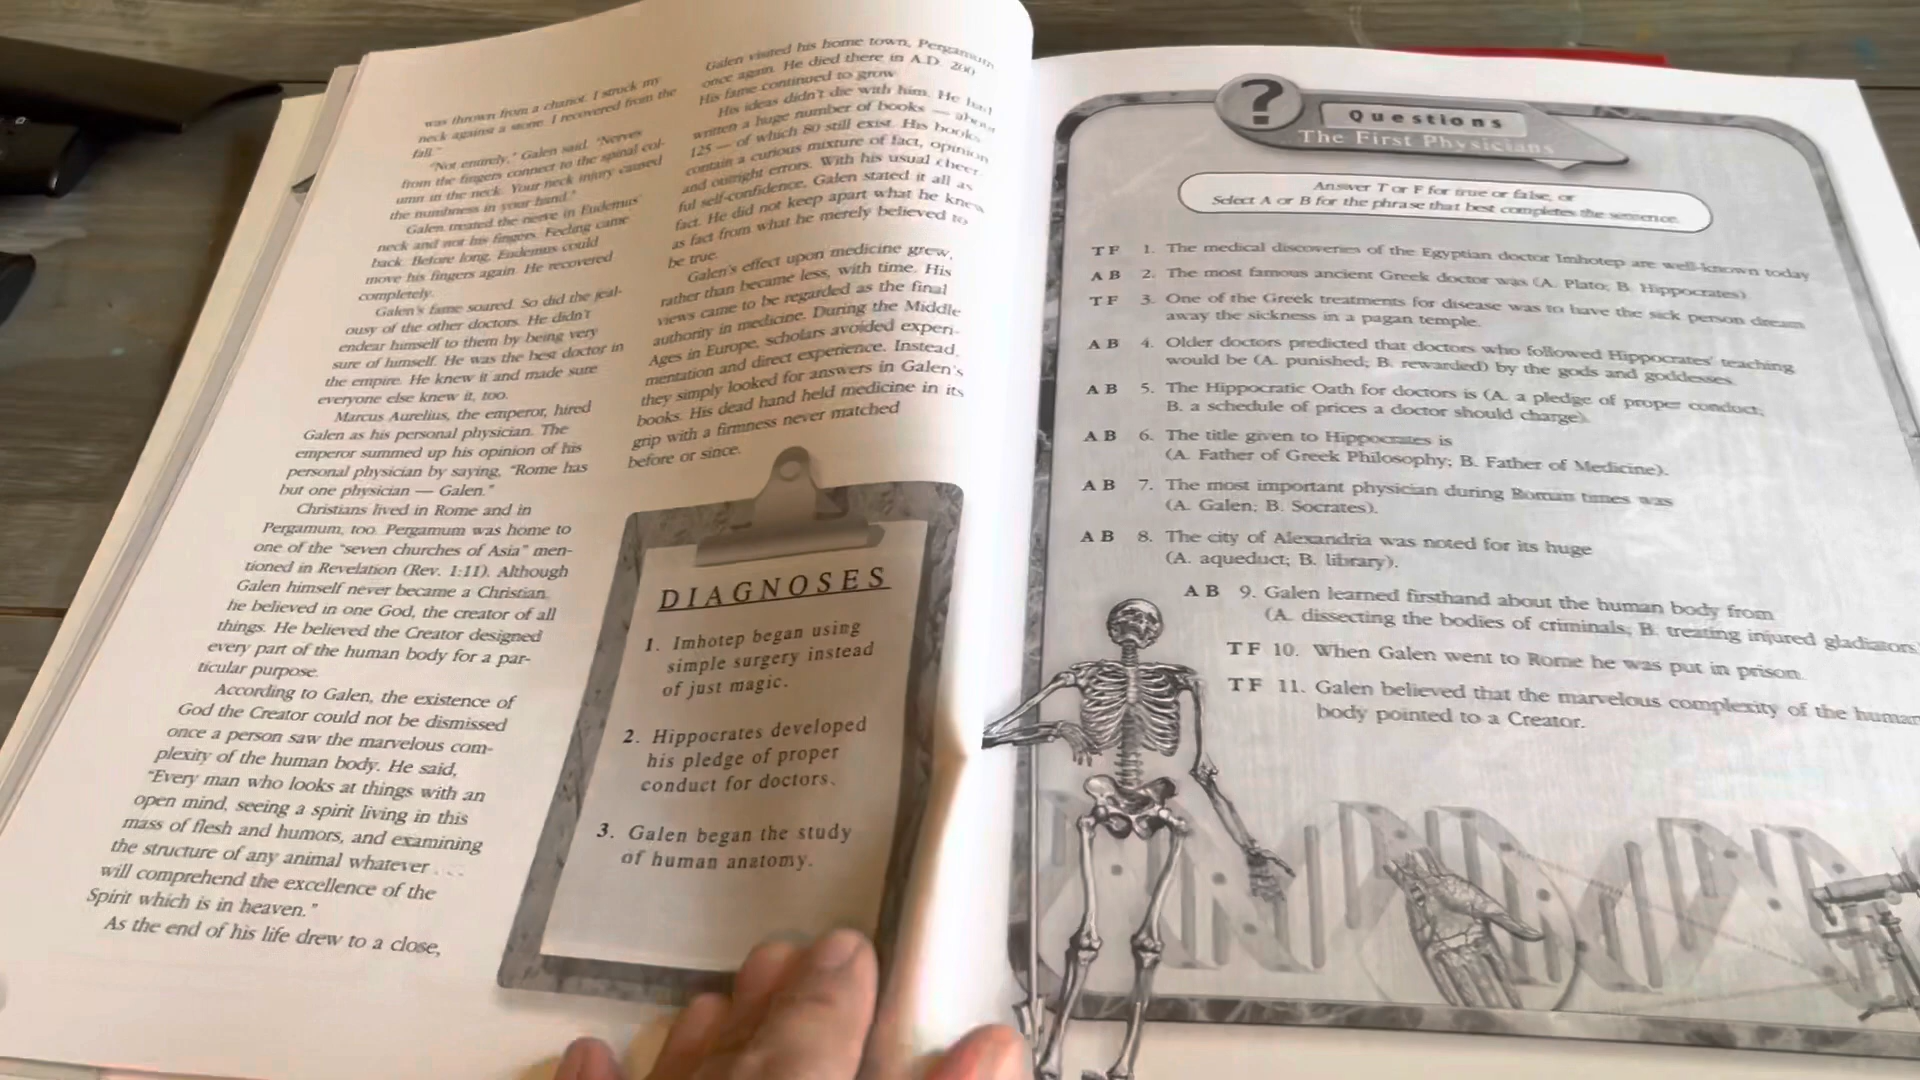 was thrown from a chariot. I struck my
neck against a stone. I recovered from the
fall."
"Not entirely," Galen said. "Nerves
from the fingers connect to the spinal col-
umn in the neck. Your neck injury caused
the numbness in your hand."
Galen treated the nerve in Eudemus'
neck and not his fingers. Feeling came
back. Before long, Eudemus could
move his fingers again. He recovered
completely.
Galen's fame soared. So did the jeal-
ousy of the other doctors. He didn't
endear himself to them by being very
sure of himself. He was the best doctor in
the empire. He knew it and made sure
everyone else knew it, too.
Marcus Aurelius, the emperor, hired
Galen as his personal physician. The
emperor summed up his opinion of his
personal physician by saying, "Rome has
but one physician — Galen."
Christians lived in Rome and in
Pergamum, too. Pergamum was home to
one of the "seven churches of Asia" men-
tioned in Revelation (Rev. 1:11). Although
Galen himself never became a Christian,
he believed in one God, the creator of all
things. He believed the Creator designed
every part of the human body for a par-
ticular purpose.
According to Galen, the existence of
God the Creator could not be dismissed
once a person saw the marvelous com-
plexity of the human body. He said,
"Every man who looks at things with an
open mind, seeing a spirit living in this
mass of flesh and humors, and examining
the structure of any animal whatever . . .
will comprehend the excellence of the
Spirit which is in heaven."
As the end of his life drew to a close,
Galen visited his home town, Pergamum,
once again. He died there in A.D. 200
His fame continued to grow
His ideas didn't die with him. He had
written a huge number of books — about
125 — of which 80 still exist. His books
contain a curious mixture of fact, opinion
and outright errors. With his usual cheer-
ful self-confidence, Galen stated it all as
fact. He did not keep apart what he knew
as fact from what he merely believed to
be true.
Galen's effect upon medicine grew,
rather than became less, with time. His
views came to be regarded as the final
authority in medicine. During the Middle
Ages in Europe, scholars avoided experi-
mentation and direct experience. Instead,
they simply looked for answers in Galen's
books. His dead hand held medicine in its
grip with a firmness never matched
before or since.
DIAGNOSES
1. Imhotep began using
simple surgery instead
of just magic.
2. Hippocrates developed
his pledge of proper
conduct for doctors.
3. Galen began the study
of human anatomy.
?
Questions
The First Physicians
Answer T or F for true or false, or
Select A or B for the phrase that best completes the sentence.
T F 1. The medical discoveries of the Egyptian doctor Imhotep are well-known today
A B 2. The most famous ancient Greek doctor was (A. Plato; B. Hippocrates).
T F 3. One of the Greek treatments for disease was to have the sick person dream
away the sickness in a pagan temple.
A B 4. Older doctors predicted that doctors who followed Hippocrates' teaching
would be (A. punished; B. rewarded) by the gods and goddesses.
A B 5. The Hippocratic Oath for doctors is (A. a pledge of proper conduct;
B. a schedule of prices a doctor should charge).
A B 6. The title given to Hippocrates is
(A. Father of Greek Philosophy; B. Father of Medicine).
A B 7. The most important physician during Roman times was
(A. Galen; B. Socrates).
A B 8. The city of Alexandria was noted for its huge
(A. aqueduct; B. library).
A B 9. Galen learned firsthand about the human body from
(A. dissecting the bodies of criminals; B. treating injured gladiators)
T F 10. When Galen went to Rome he was put in prison.
T F 11. Galen believed that the marvelous complexity of the human
body pointed to a Creator.